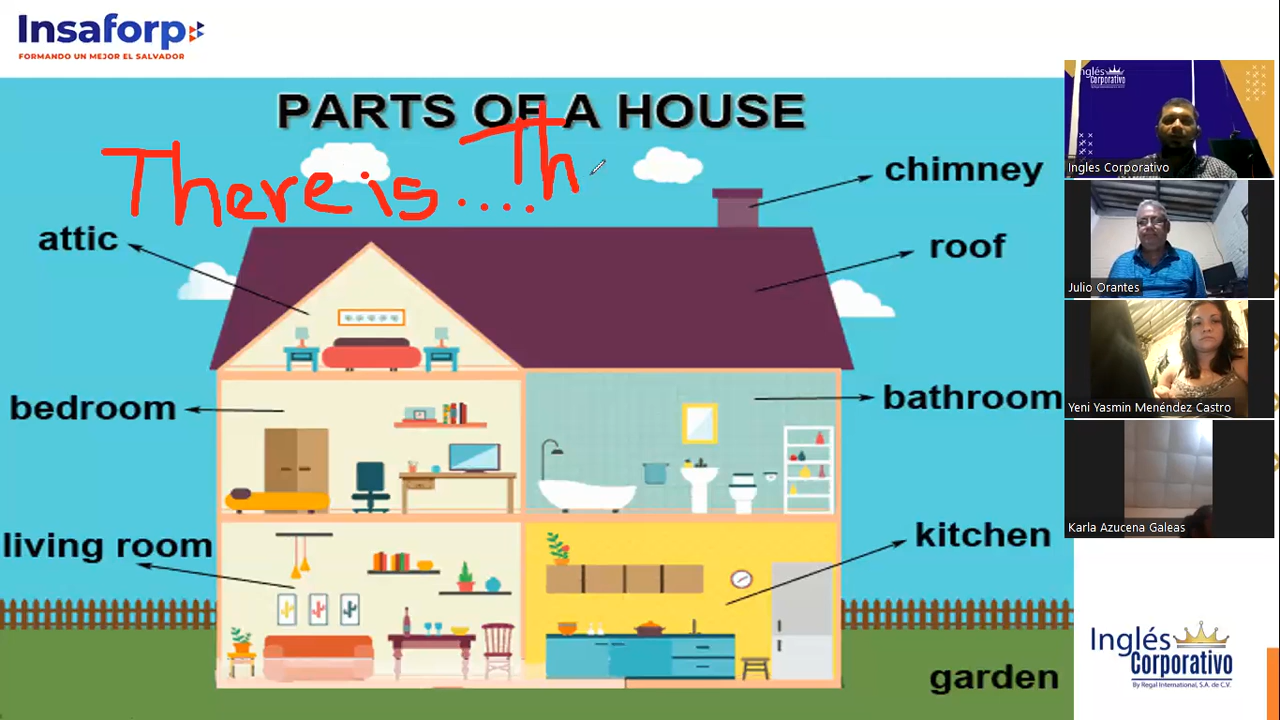 Insaforp
FORMANDO UN MEJOR EL SALVADOR
PARTS OF A HOUSE
There is .... Th
chimney
attic
roof
bedroom
bathroom
living room
kitchen
garden
Inglés Corporativo
Inglés Corporativo
Julio Orantes
Yeni Yasmin Menéndez Castro
Karla Azucena Galeas
Inglés
Corporativo
By Regal International, S.A. de C.V.